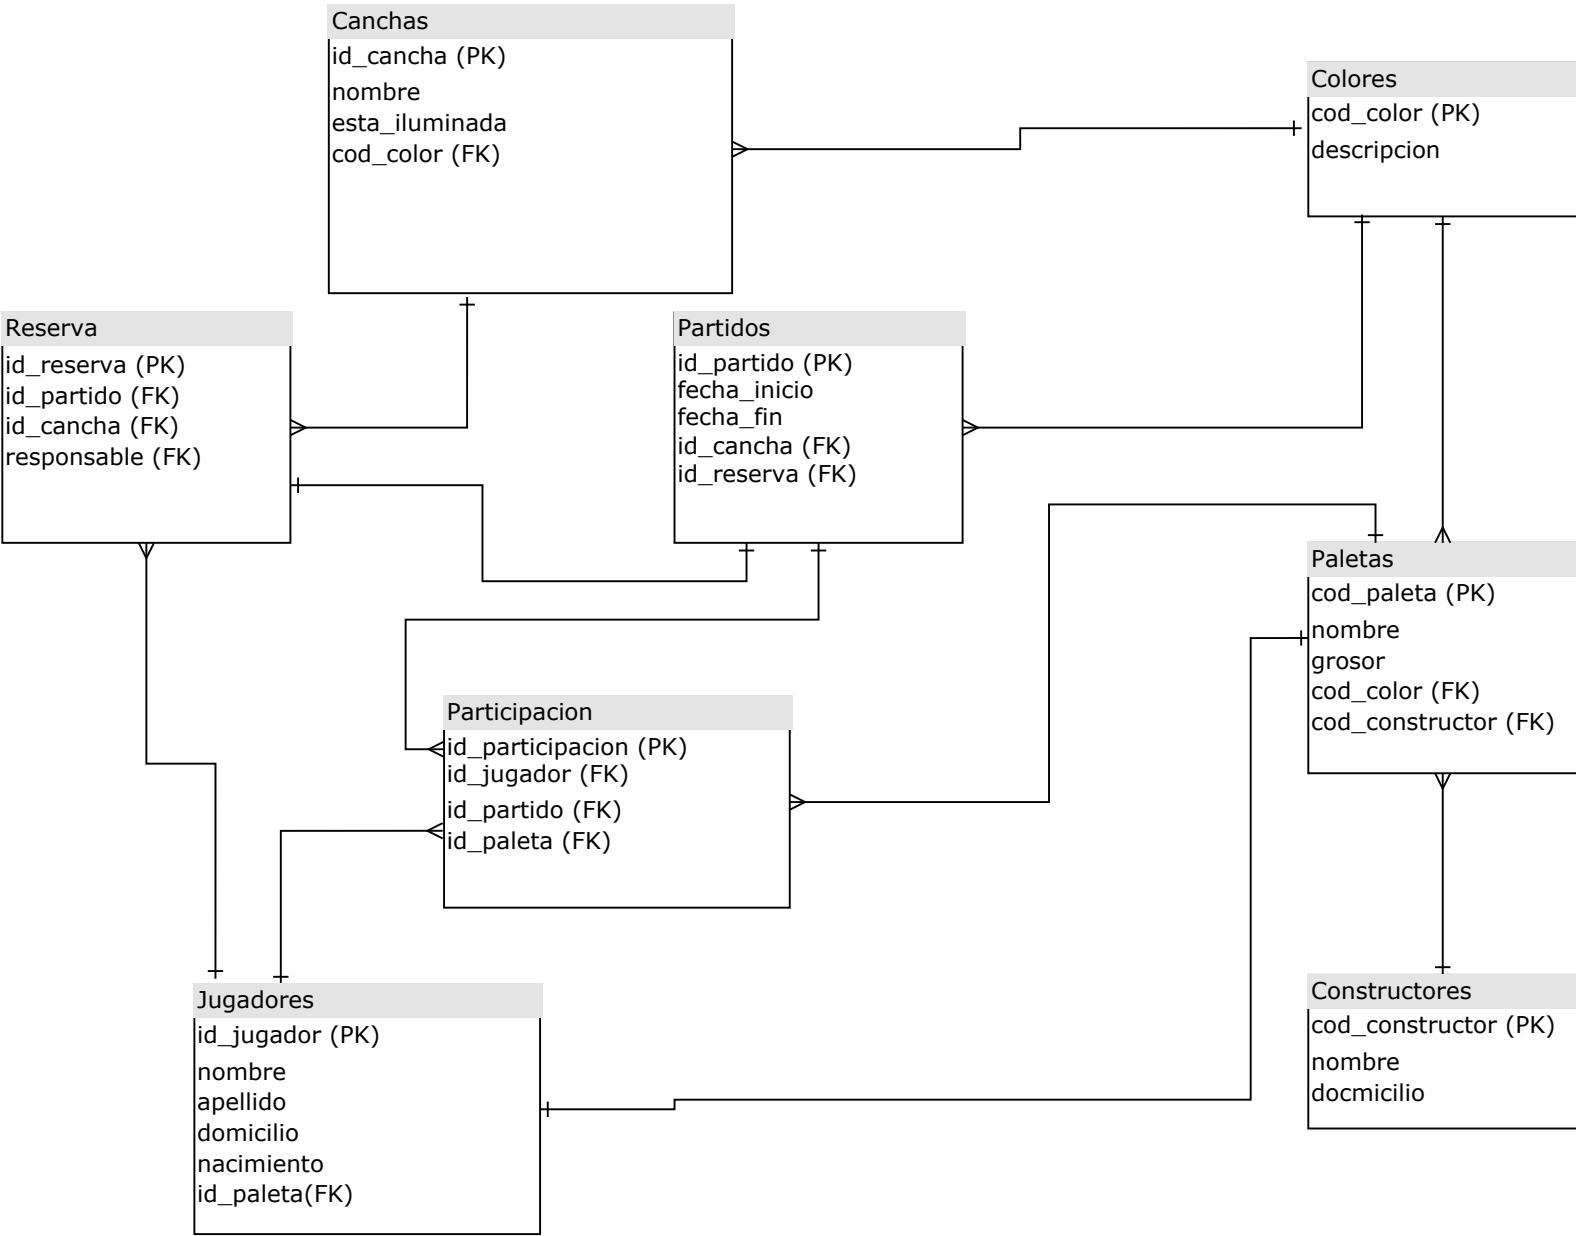 Canchas
id_cancha (PK)
nombre
esta_iluminada
cod_color (FK)
Colores
cod_color (PK)
descripcion
Reserva
id_reserva (PK)
id_partido (FK)
id_cancha (FK)
responsable (FK)
Partidos
id_partido (PK)
fecha_inicio
fecha_fin
id_cancha (FK)
id_reserva (FK)
Paletas
cod_paleta (PK)
nombre
grosor
cod_color (FK)
cod_constructor (FK)
Participacion
id_participacion (PK)
id_jugador (FK)
id_partido (FK)
id_paleta (FK)
Jugadores
id_jugador (PK)
nombre
apellido
domicilio
nacimiento
id_paleta(FK)
Constructores
cod_constructor (PK)
nombre
docmicilio